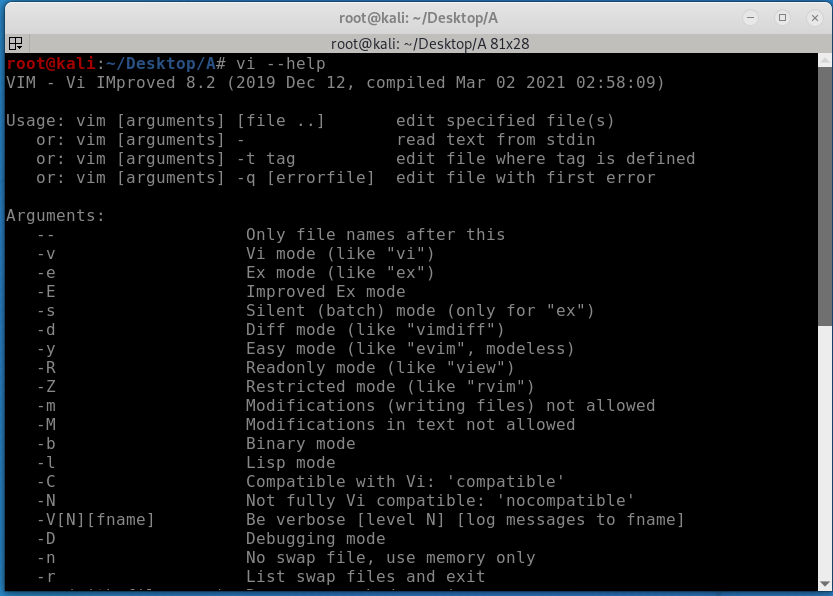 root@kali: ~/Desktop/A
root@kali: ~/Desktop/A 81x28
root@kali:~/Desktop/A# vi --help
VIM - Vi IMproved 8.2 (2019 Dec 12, compiled Mar 02 2021 02:58:09)
Usage: vim [arguments] [file ..]       edit specified file(s)
   or: vim [arguments] -               read text from stdin
   or: vim [arguments] -t tag          edit file where tag is defined
   or: vim [arguments] -q [errorfile]  edit file with first error
Arguments:
   --                   Only file names after this
   -v                   Vi mode (like "vi")
   -e                   Ex mode (like "ex")
   -E                   Improved Ex mode
   -s                   Silent (batch) mode (only for "ex")
   -d                   Diff mode (like "vimdiff")
   -y                   Easy mode (like "evim", modeless)
   -R                   Readonly mode (like "view")
   -Z                   Restricted mode (like "rvim")
   -m                   Modifications (writing files) not allowed
   -M                   Modifications in text not allowed
   -b                   Binary mode
   -l                   Lisp mode
   -C                   Compatible with Vi: 'compatible'
   -N                   Not fully Vi compatible: 'nocompatible'
   -V[N][fname]         Be verbose [level N] [log messages to fname]
   -D                   Debugging mode
   -n                   No swap file, use memory only
   -r                   List swap files and exit